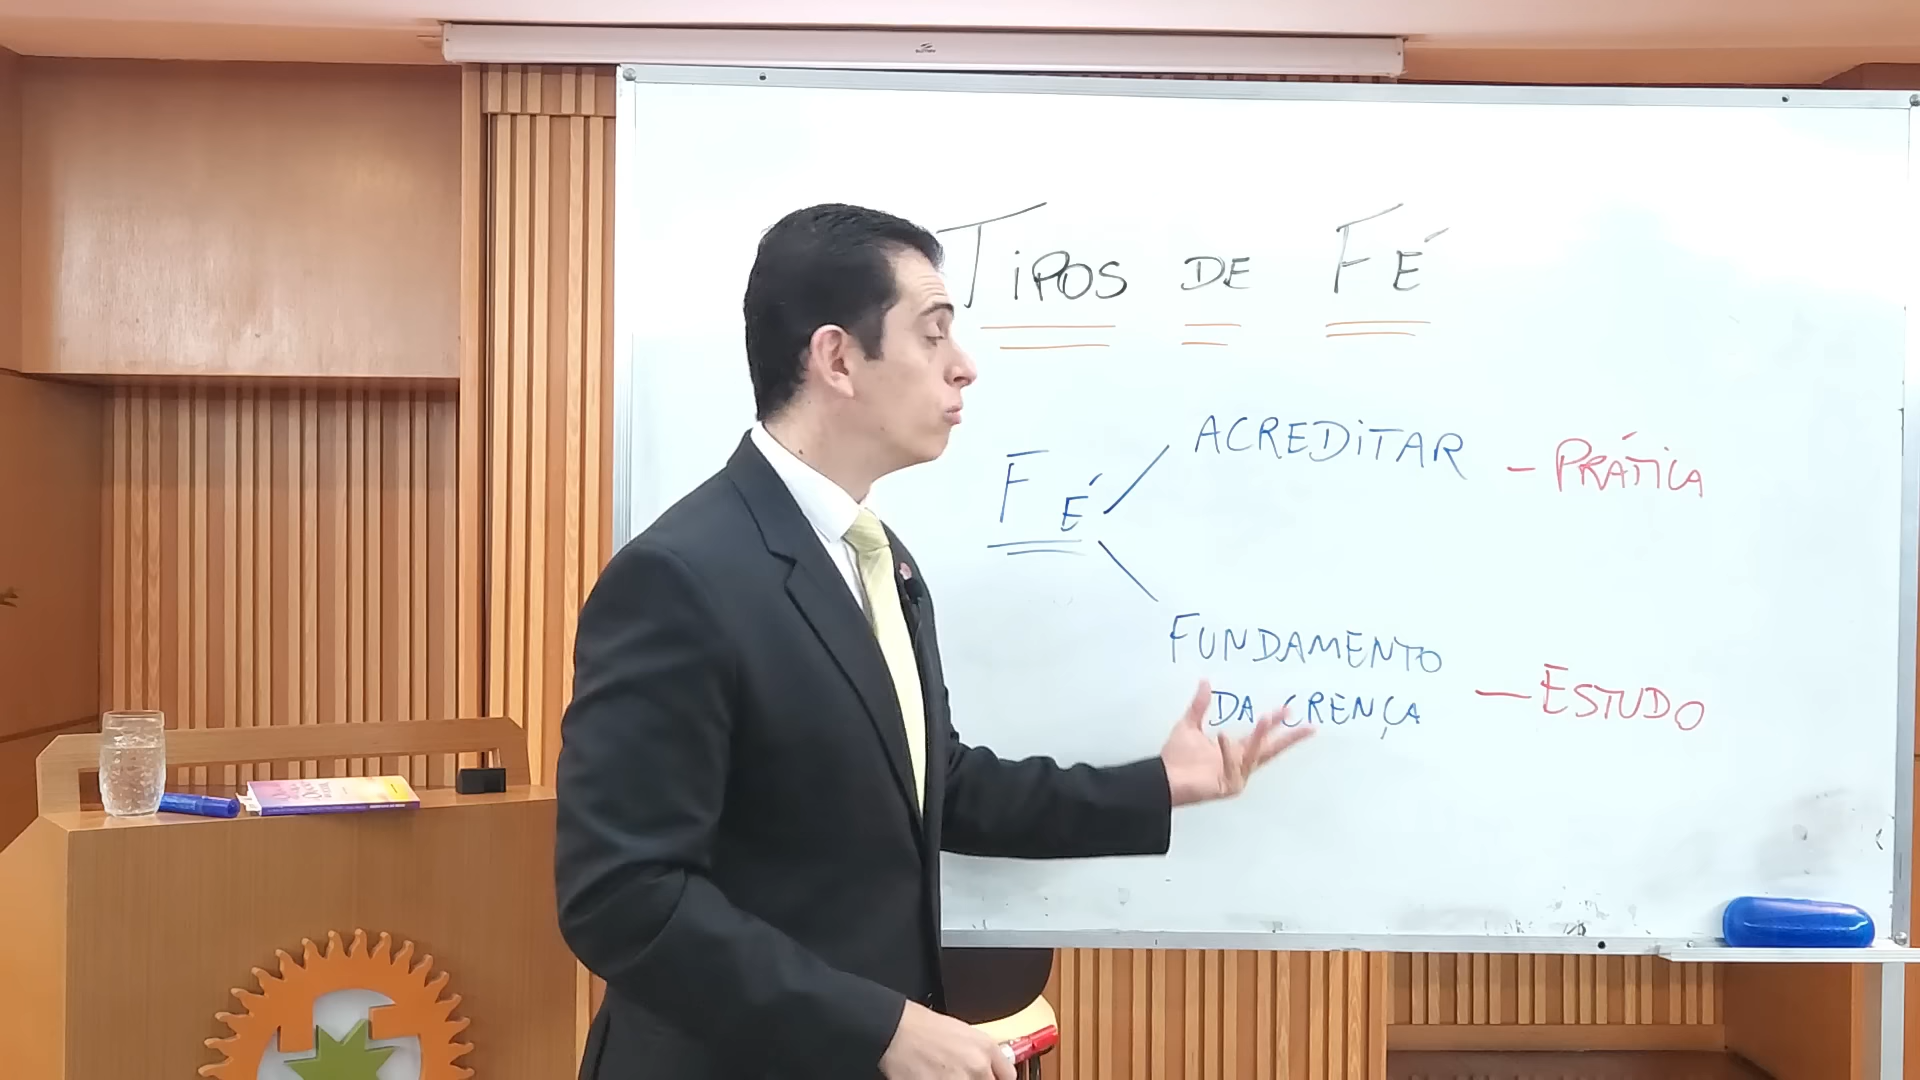 TiPOS DE FÉ
ACREDiTAR - PRÁTICA
FÉ
FUNDAMENTO
DA CRENÇA - ESTUDO